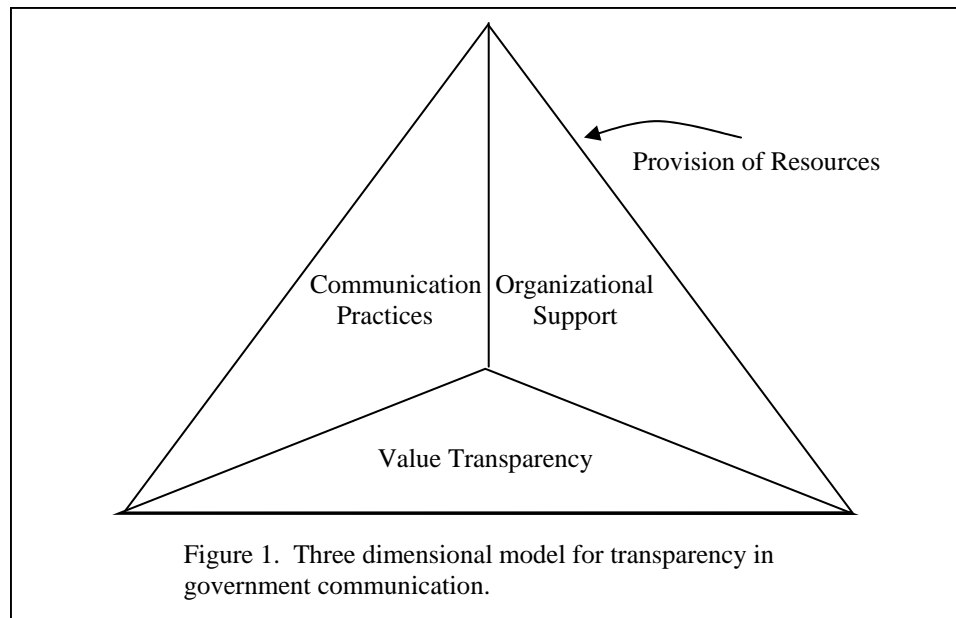 Provision of Resources
Communication
Practices
Organizational
Support
Value Transparency
Figure 1.  Three dimensional model for transparency in
government communication.